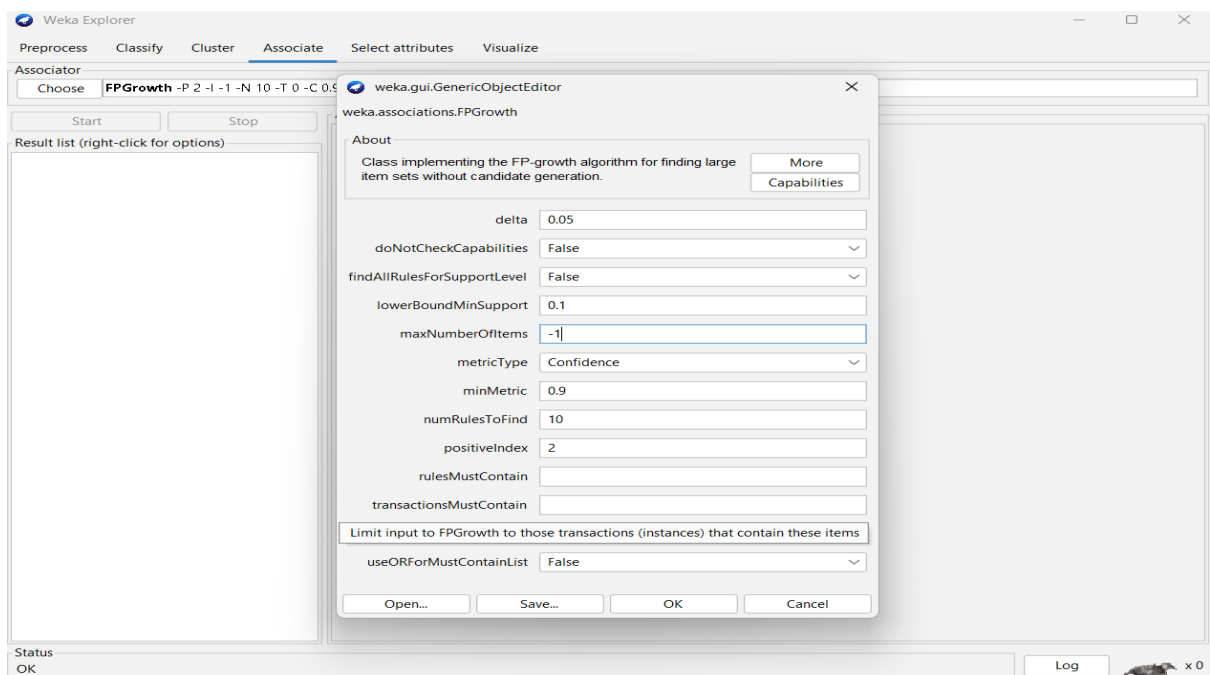 Weka Explorer
Preprocess Classify Cluster Associate Select attributes Visualize
Associator
Choose FPGrowth -P 2 -I -1 -N 10 -T 0 -C 0.9
Start Stop
Result list (right-click for options)
weka.gui.GenericObjectEditor
weka.associations.FPGrowth
About
Class implementing the FP-growth algorithm for finding large
item sets without candidate generation.
More
Capabilities
delta 0.05
doNotCheckCapabilities False
findAllRulesForSupportLevel False
lowerBoundMinSupport 0.1
maxNumberOfItems -1
metricType Confidence
minMetric 0.9
numRulesToFind 10
positiveIndex 2
rulesMustContain
transactionsMustContain
Limit input to FPGrowth to those transactions (instances) that contain these items
useORForMustContainList False
Open... Save... OK Cancel
Status
OK
Log x 0